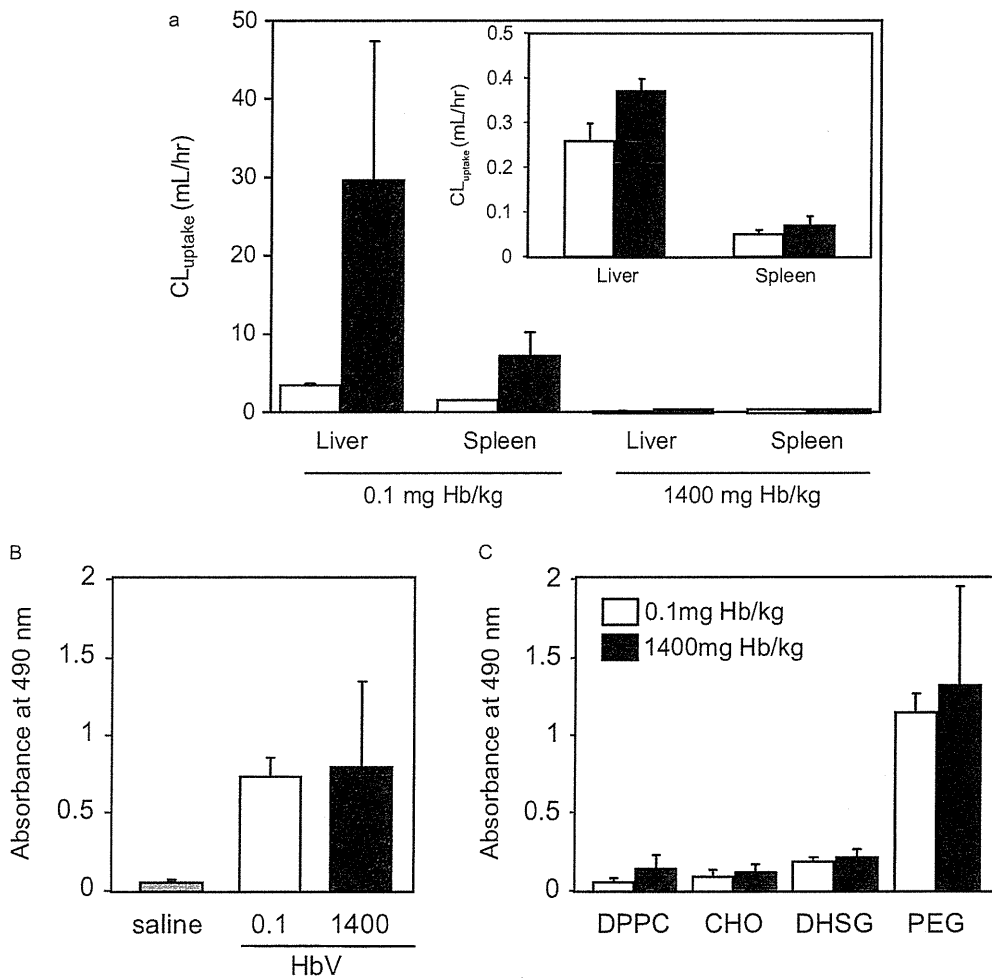 a
50
40
30
20
10
0
CLuptake (mL/hr)
0.5
0.4
0.3
0.2
0.1
0
CLuptake (mL/hr)
Liver
Spleen
Liver
Spleen
Liver
Spleen
0.1 mg Hb/kg
1400 mg Hb/kg
B
2
1.5
1
0.5
0
Absorbance at 490 nm
saline
0.1
1400
HbV
C
2
1.5
1
0.5
0
Absorbance at 490 nm
0.1mg Hb/kg
1400mg Hb/kg
DPPC
CHO
DHSG
PEG